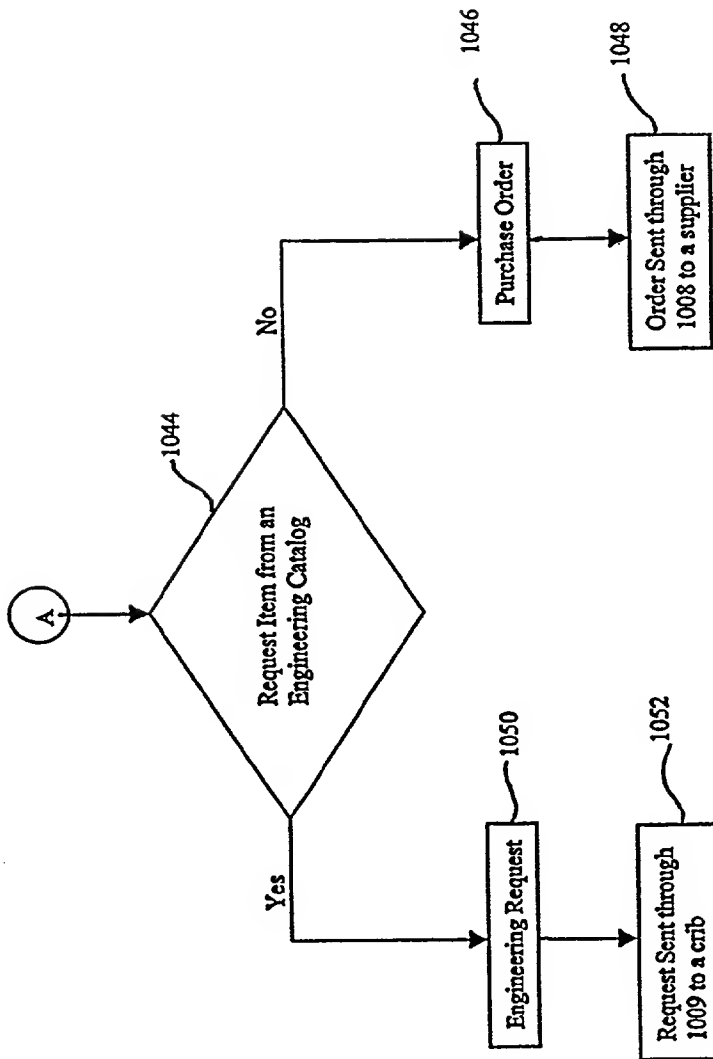 A
1044
Request Item from an
Engineering Catalog
Yes
No
1050
Engineering Request
1046
Purchase Order
1052
Request Sent through
1009 to a crib
1048
Order Sent through
1008 to a supplier